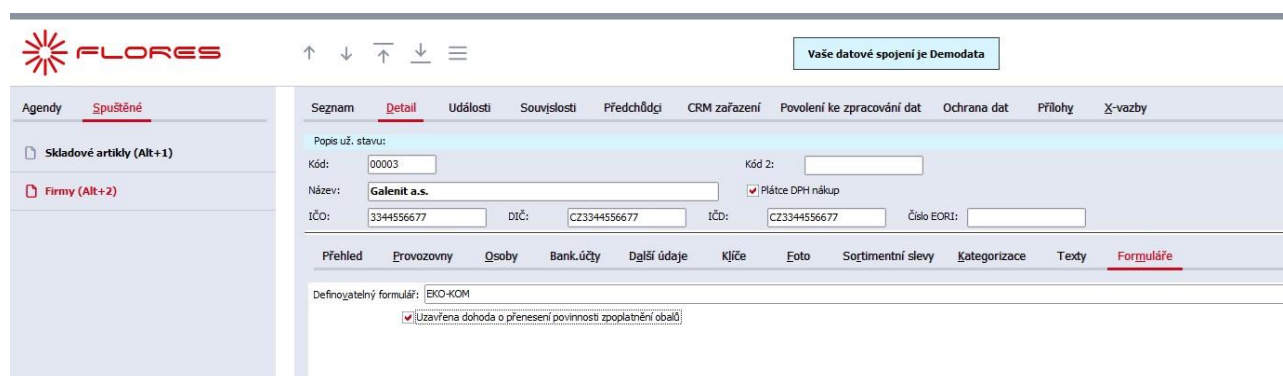 FLORES
Vaše datové spojení je Demodata
Agendy Spuštěné
Skladové artikly (Alt+1)
Firmy (Alt+2)
Seznam Detail Události Souvislosti Předchůdci CRM zařazení Povolení ke zpracování dat Ochrana dat Přílohy X-vazby
Popis už. stavu:
Kód: 00003 Kód 2:
Název: Galenit a.s. Plátce DPH nákup
IČO: 3344556677 DIČ: CZ3344556677 IČD: CZ3344556677 Číslo EORI:
Přehled Provozovny Osoby Bank.účty Další údaje Klíče Foto Sortimentní slevy Kategorizace Texty Formuláře
Definovatelný formulář: EKO-KOM
Uzavřena dohoda o přenesení povinnosti zpoplatnění obalů